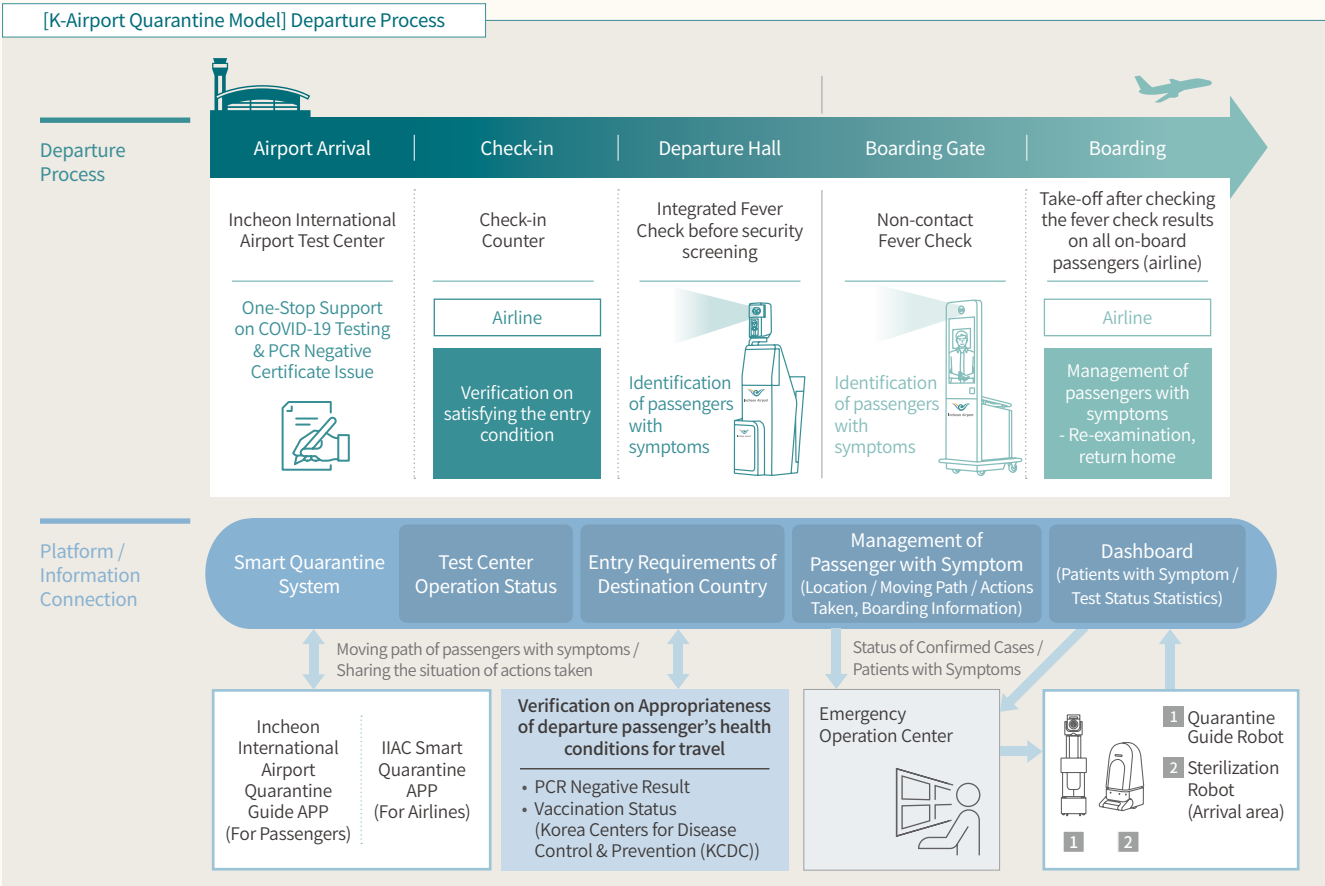 [K-Airport Quarantine Model] Departure Process
Departure
Process
Airport Arrival
Check-in
Departure Hall
Boarding Gate
Boarding
Incheon International
Airport Test Center
One-Stop Support
on COVID-19 Testing
& PCR Negative
Certificate Issue
Check-in
Counter
Airline
Verification on
satisfying the entry
condition
Integrated Fever
Check before security
screening
Identification
of passengers
with
symptoms
Incheon Airport
Non-contact
Fever Check
Identification
of passengers
with
symptoms
Incheon Airport
Take-off after checking
the fever check results
on all on-board
passengers (airline)
Airline
Management of
passengers with
symptoms
- Re-examination,
return home
Platform /
Information
Connection
Smart Quarantine
System
Test Center
Operation Status
Entry Requirements of
Destination Country
Management of
Passenger with Symptom
(Location / Moving Path / Actions
Taken, Boarding Information)
Dashboard
(Patients with Symptom /
Test Status Statistics)
Moving path of passengers with symptoms /
Sharing the situation of actions taken
Status of Confirmed Cases /
Patients with Symptoms
Incheon
International
Airport
Quarantine
Guide APP
(For Passengers)
IIAC Smart
Quarantine
APP
(For Airlines)
Verification on Appropriateness
of departure passenger's health
conditions for travel
• PCR Negative Result
• Vaccination Status
(Korea Centers for Disease
Control & Prevention (KCDC))
Emergency
Operation Center
1 Quarantine
Guide Robot
2 Sterilization
Robot
(Arrival area)
1
2